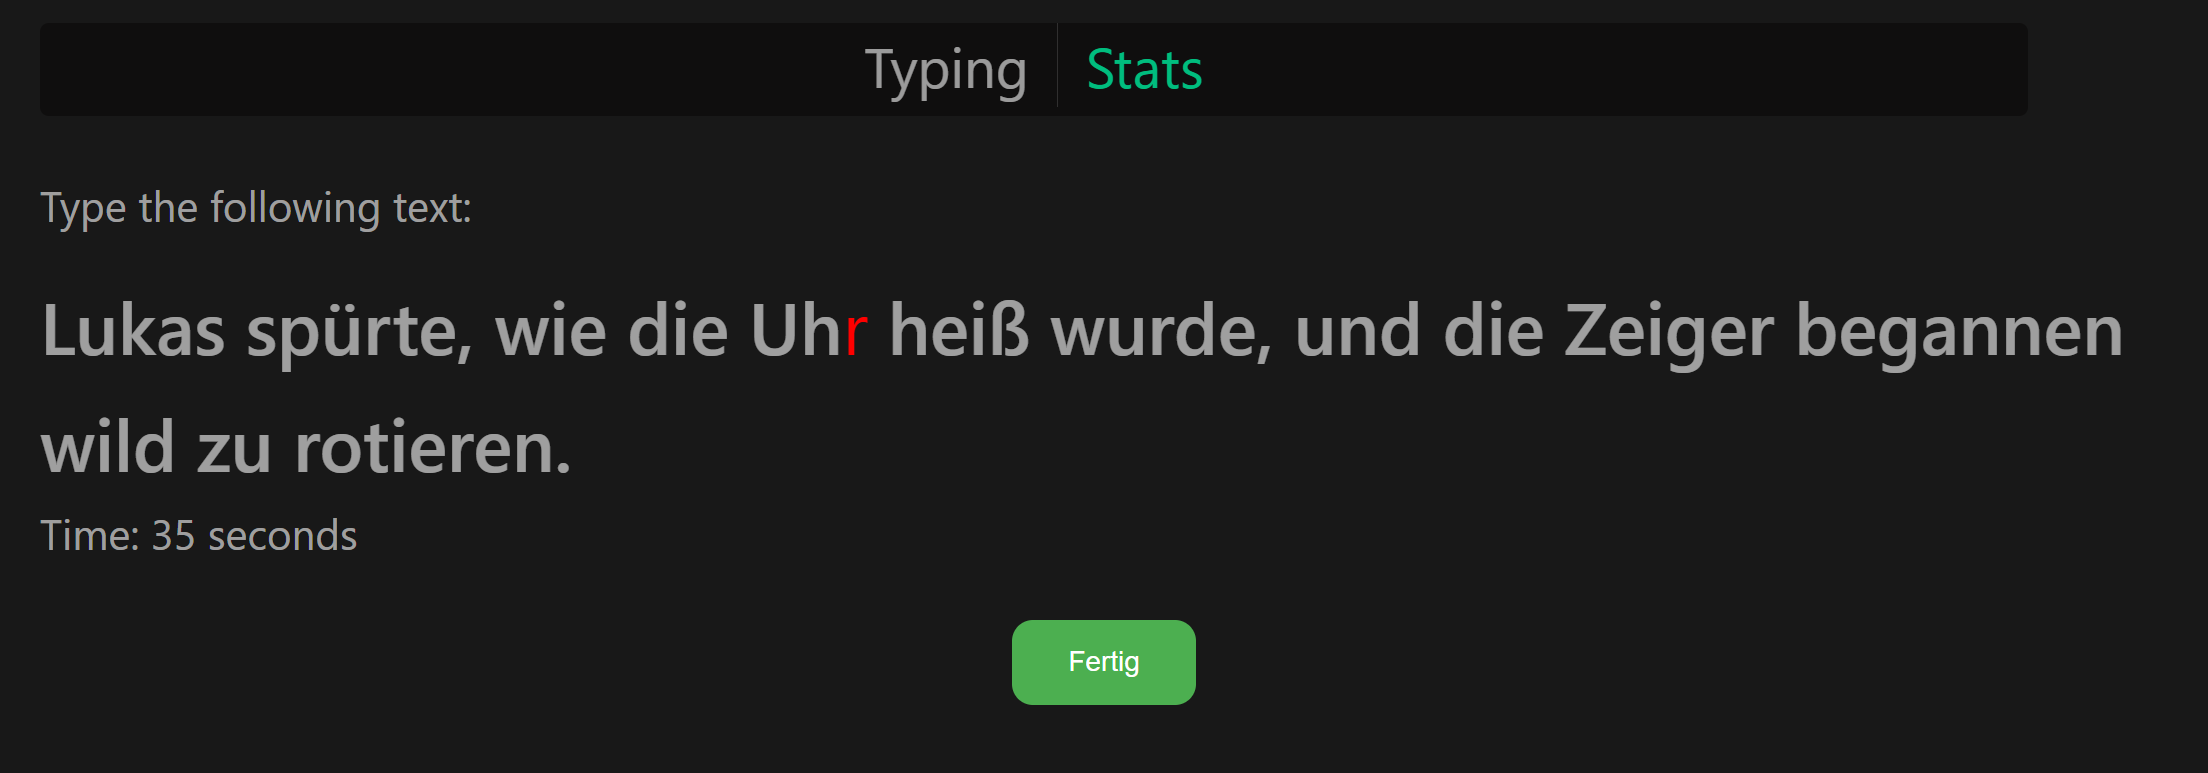 Typing Stats
Type the following text:
Lukas spürte, wie die Uhr heiß wurde, und die Zeiger begannen
wild zu rotieren.
Time: 35 seconds
Fertig